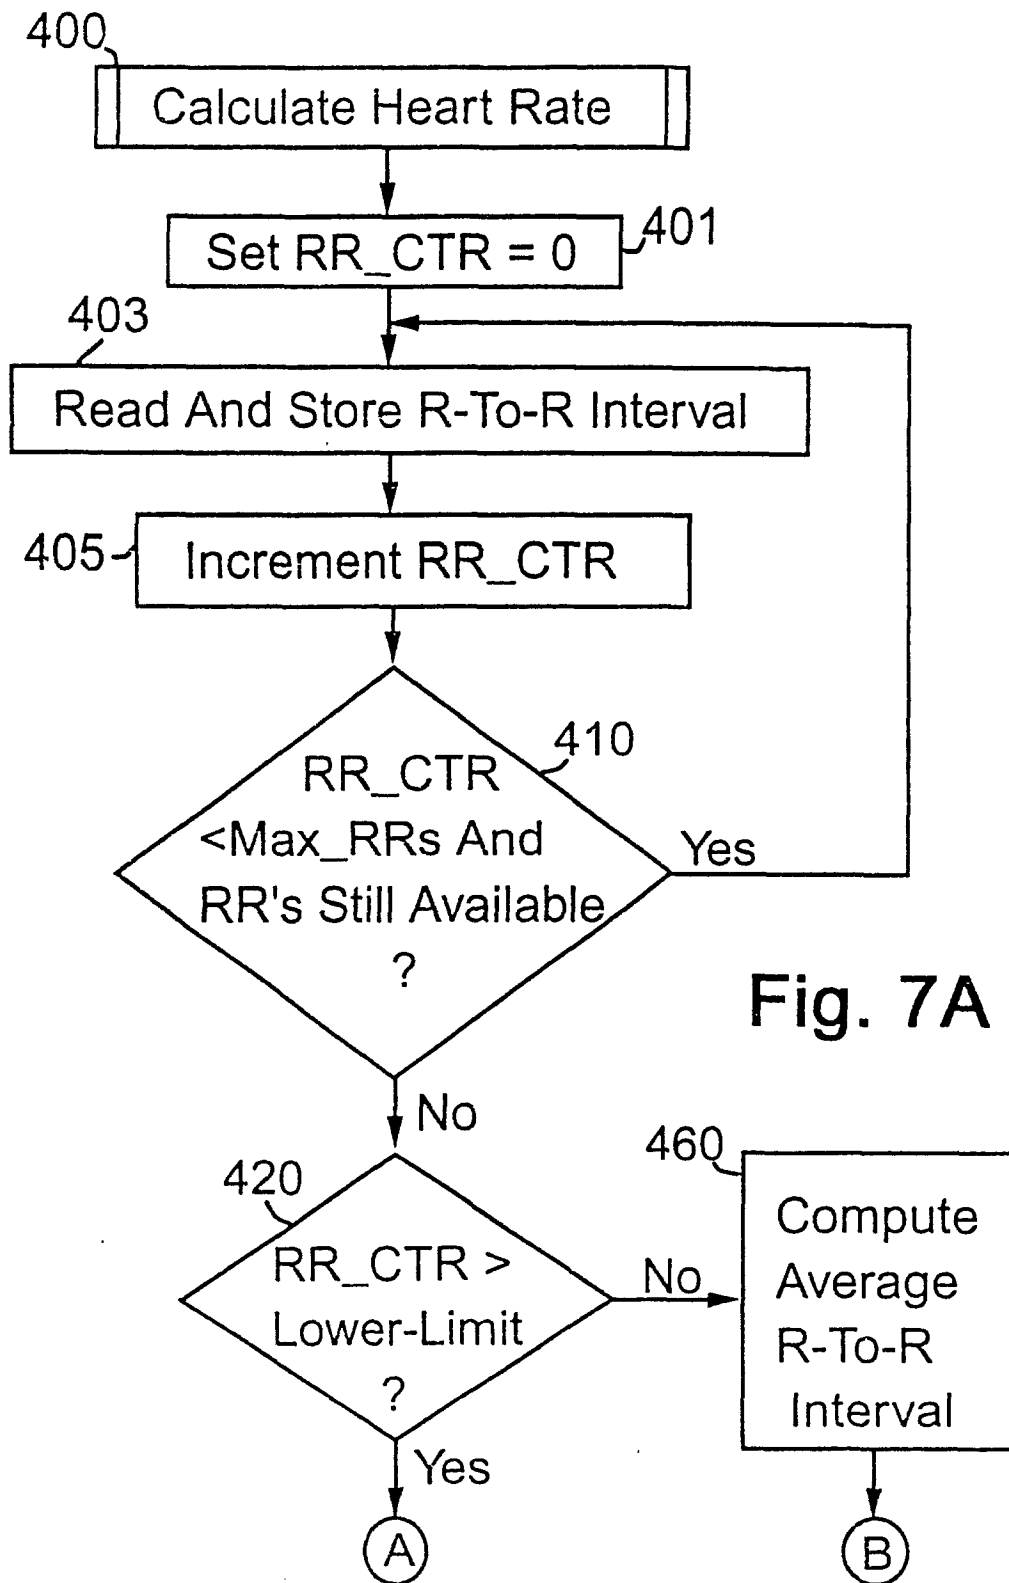 400
Calculate Heart Rate
Set RR_CTR = 0
401
403
Read And Store R-To-R Interval
405
Increment RR_CTR
410
RR_CTR
<Max_RRs And
RR's Still Available
?
Yes
Fig. 7A
No
420
RR_CTR >
Lower-Limit
?
No
460
Compute
Average
R-To-R
Interval
Yes
A
B